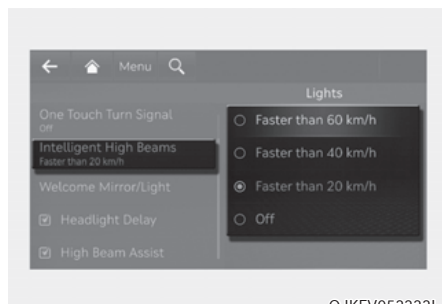 Menu
Lights
One Touch Turn Signal
Off
Intelligent High Beams
Faster than 20 km/h
Welcome Mirror/Light
Headlight Delay
High Beam Assist
Faster than 60 km/h
Faster than 40 km/h
Faster than 20 km/h
Off